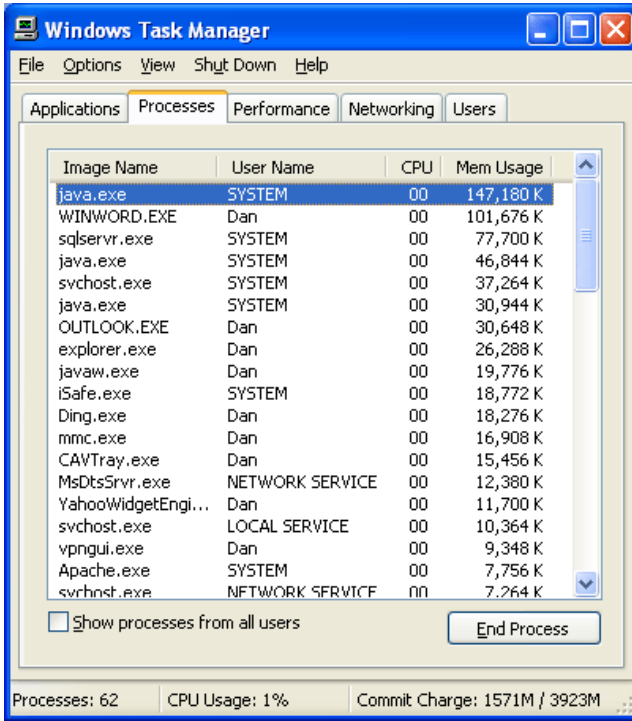 Windows Task Manager
File Options View Shut Down Help
Applications Processes Performance Networking Users
Image Name User Name CPU Mem Usage
java.exe SYSTEM 00 147,180 K
WINWORD.EXE Dan 00 101,676 K
sqlservr.exe SYSTEM 00 77,700 K
java.exe SYSTEM 00 46,844 K
svchost.exe SYSTEM 00 37,264 K
java.exe SYSTEM 00 30,944 K
OUTLOOK.EXE Dan 00 30,648 K
explorer.exe Dan 00 26,288 K
javaw.exe Dan 00 19,776 K
iSafe.exe SYSTEM 00 18,772 K
Ding.exe Dan 00 18,276 K
mmc.exe Dan 00 16,908 K
CAVTray.exe Dan 00 15,456 K
MsDtsSrvr.exe NETWORK SERVICE 00 12,380 K
YahooWidgetEngi... Dan 00 11,700 K
svchost.exe LOCAL SERVICE 00 10,364 K
vpngui.exe Dan 00 9,348 K
Apache.exe SYSTEM 00 7,756 K
svchost.exe NETWORK SERVICE 00 7,264 K
Show processes from all users End Process
Processes: 62 CPU Usage: 1% Commit Charge: 1571M / 3923M